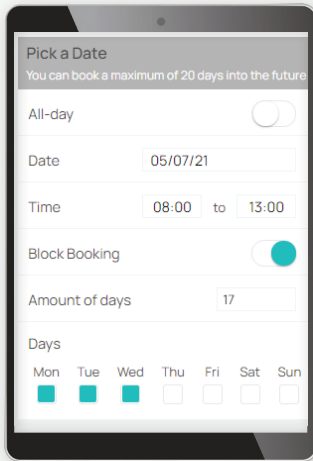 Pick a Date
You can book a maximum of 20 days into the future
All-day
Date 05/07/21
Time 08:00 to 13:00
Block Booking
Amount of days 17
Days
Mon Tue Wed Thu Fri Sat Sun